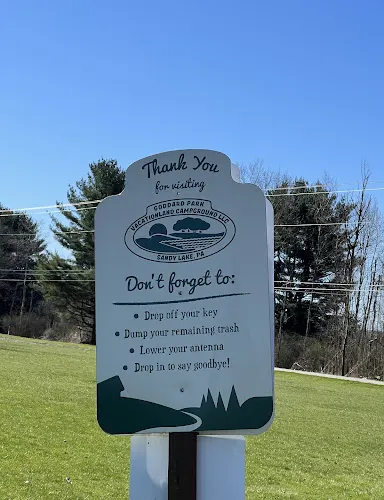 Thank You
for visiting
GODDARD PARK
VACATIONLAND CAMPGROUND LLC
SANDY LAKE, PA
Don't forget to:
• Drop off your key
• Dump your remaining trash
• Lower your antenna
• Drop in to say goodbye!